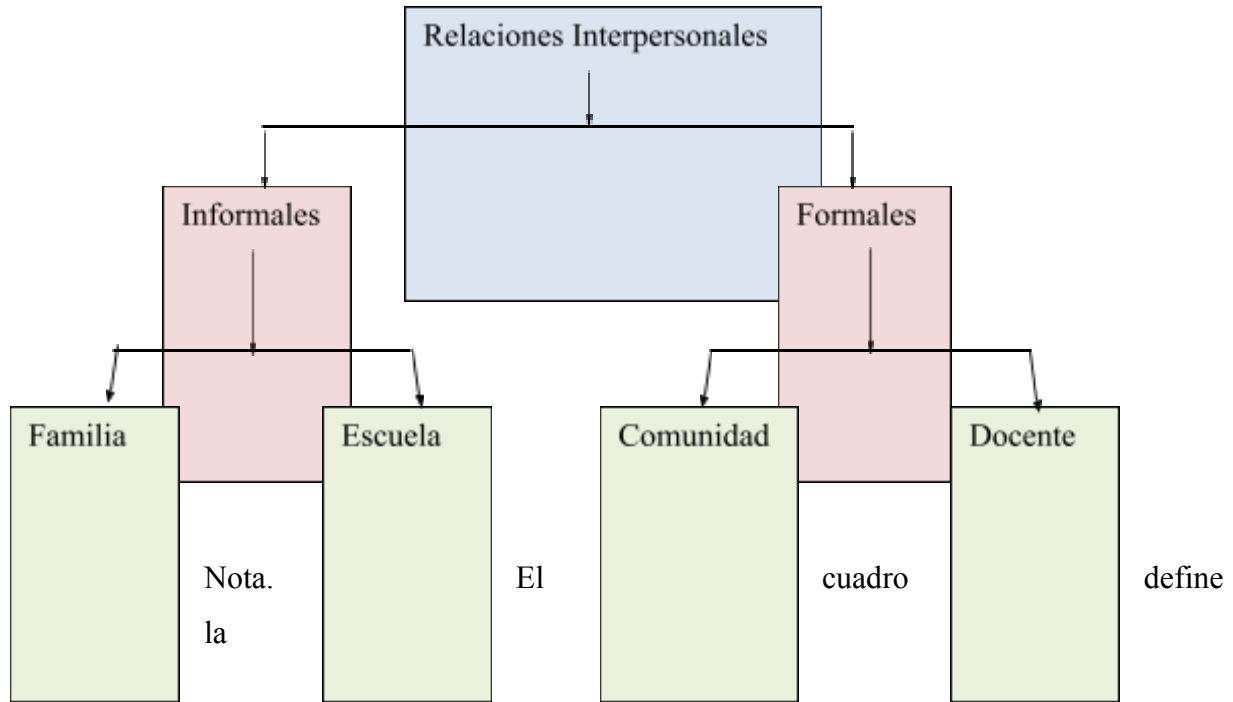 Relaciones Interpersonales
Informales
Formales
Familia
Escuela
Comunidad
Docente
Nota. El cuadro define
la